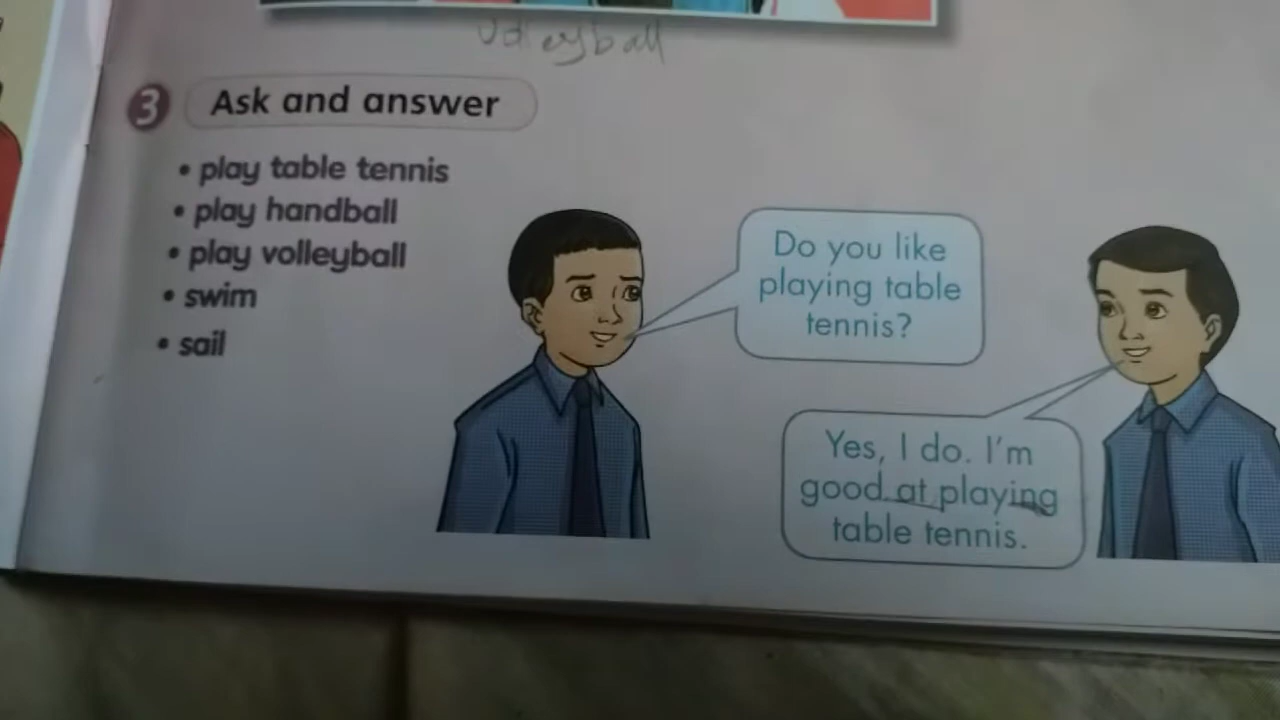 volleyball
3 Ask and answer
• play table tennis
• play handball
• play volleyball
• swim
• sail
Do you like
playing table
tennis?
Yes, I do. I'm
good at playing
table tennis.